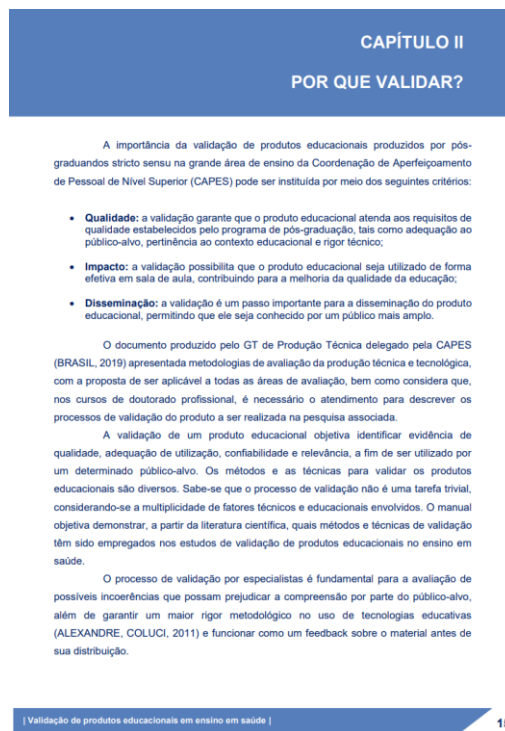 CAPÍTULO II
POR QUE VALIDAR?
A importância da validação de produtos educacionais produzidos por pós-
graduandos stricto sensu na grande área de ensino da Coordenação de Aperfeiçoamento
de Pessoal de Nível Superior (CAPES) pode ser instituída por meio dos seguintes critérios:
• Qualidade: a validação garante que o produto educacional atenda aos requisitos de
qualidade estabelecidos pelo programa de pós-graduação, tais como adequação ao
público-alvo, pertinência ao contexto educacional e rigor técnico;
• Impacto: a validação possibilita que o produto educacional seja utilizado de forma
efetiva em sala de aula, contribuindo para a melhoria da qualidade da educação;
• Disseminação: a validação é um passo importante para a disseminação do produto
educacional, permitindo que ele seja conhecido por um público mais amplo.
O documento produzido pelo GT de Produção Técnica delegado pela CAPES
(BRASIL, 2019) apresentada metodologias de avaliação da produção técnica e tecnológica,
com a proposta de ser aplicável a todas as áreas de avaliação, bem como considera que,
nos cursos de doutorado profissional, é necessário o atendimento para descrever os
processos de validação do produto a ser realizada na pesquisa associada.
A validação de um produto educacional objetiva identificar evidência de
qualidade, adequação de utilização, confiabilidade e relevância, a fim de ser utilizado por
um determinado público-alvo. Os métodos e as técnicas para validar os produtos
educacionais são diversos. Sabe-se que o processo de validação não é uma tarefa trivial,
considerando-se a multiplicidade de fatores técnicos e educacionais envolvidos. O manual
objetiva demonstrar, a partir da literatura científica, quais métodos e técnicas de validação
têm sido empregados nos estudos de validação de produtos educacionais no ensino em
saúde.
O processo de validação por especialistas é fundamental para a avaliação de
possíveis incoerências que possam prejudicar a compreensão por parte do público-alvo,
além de garantir um maior rigor metodológico no uso de tecnologias educativas
(ALEXANDRE, COLUCI, 2011) e funcionar como um feedback sobre o material antes de
sua distribuição.
| Validação de produtos educacionais em ensino em saúde |